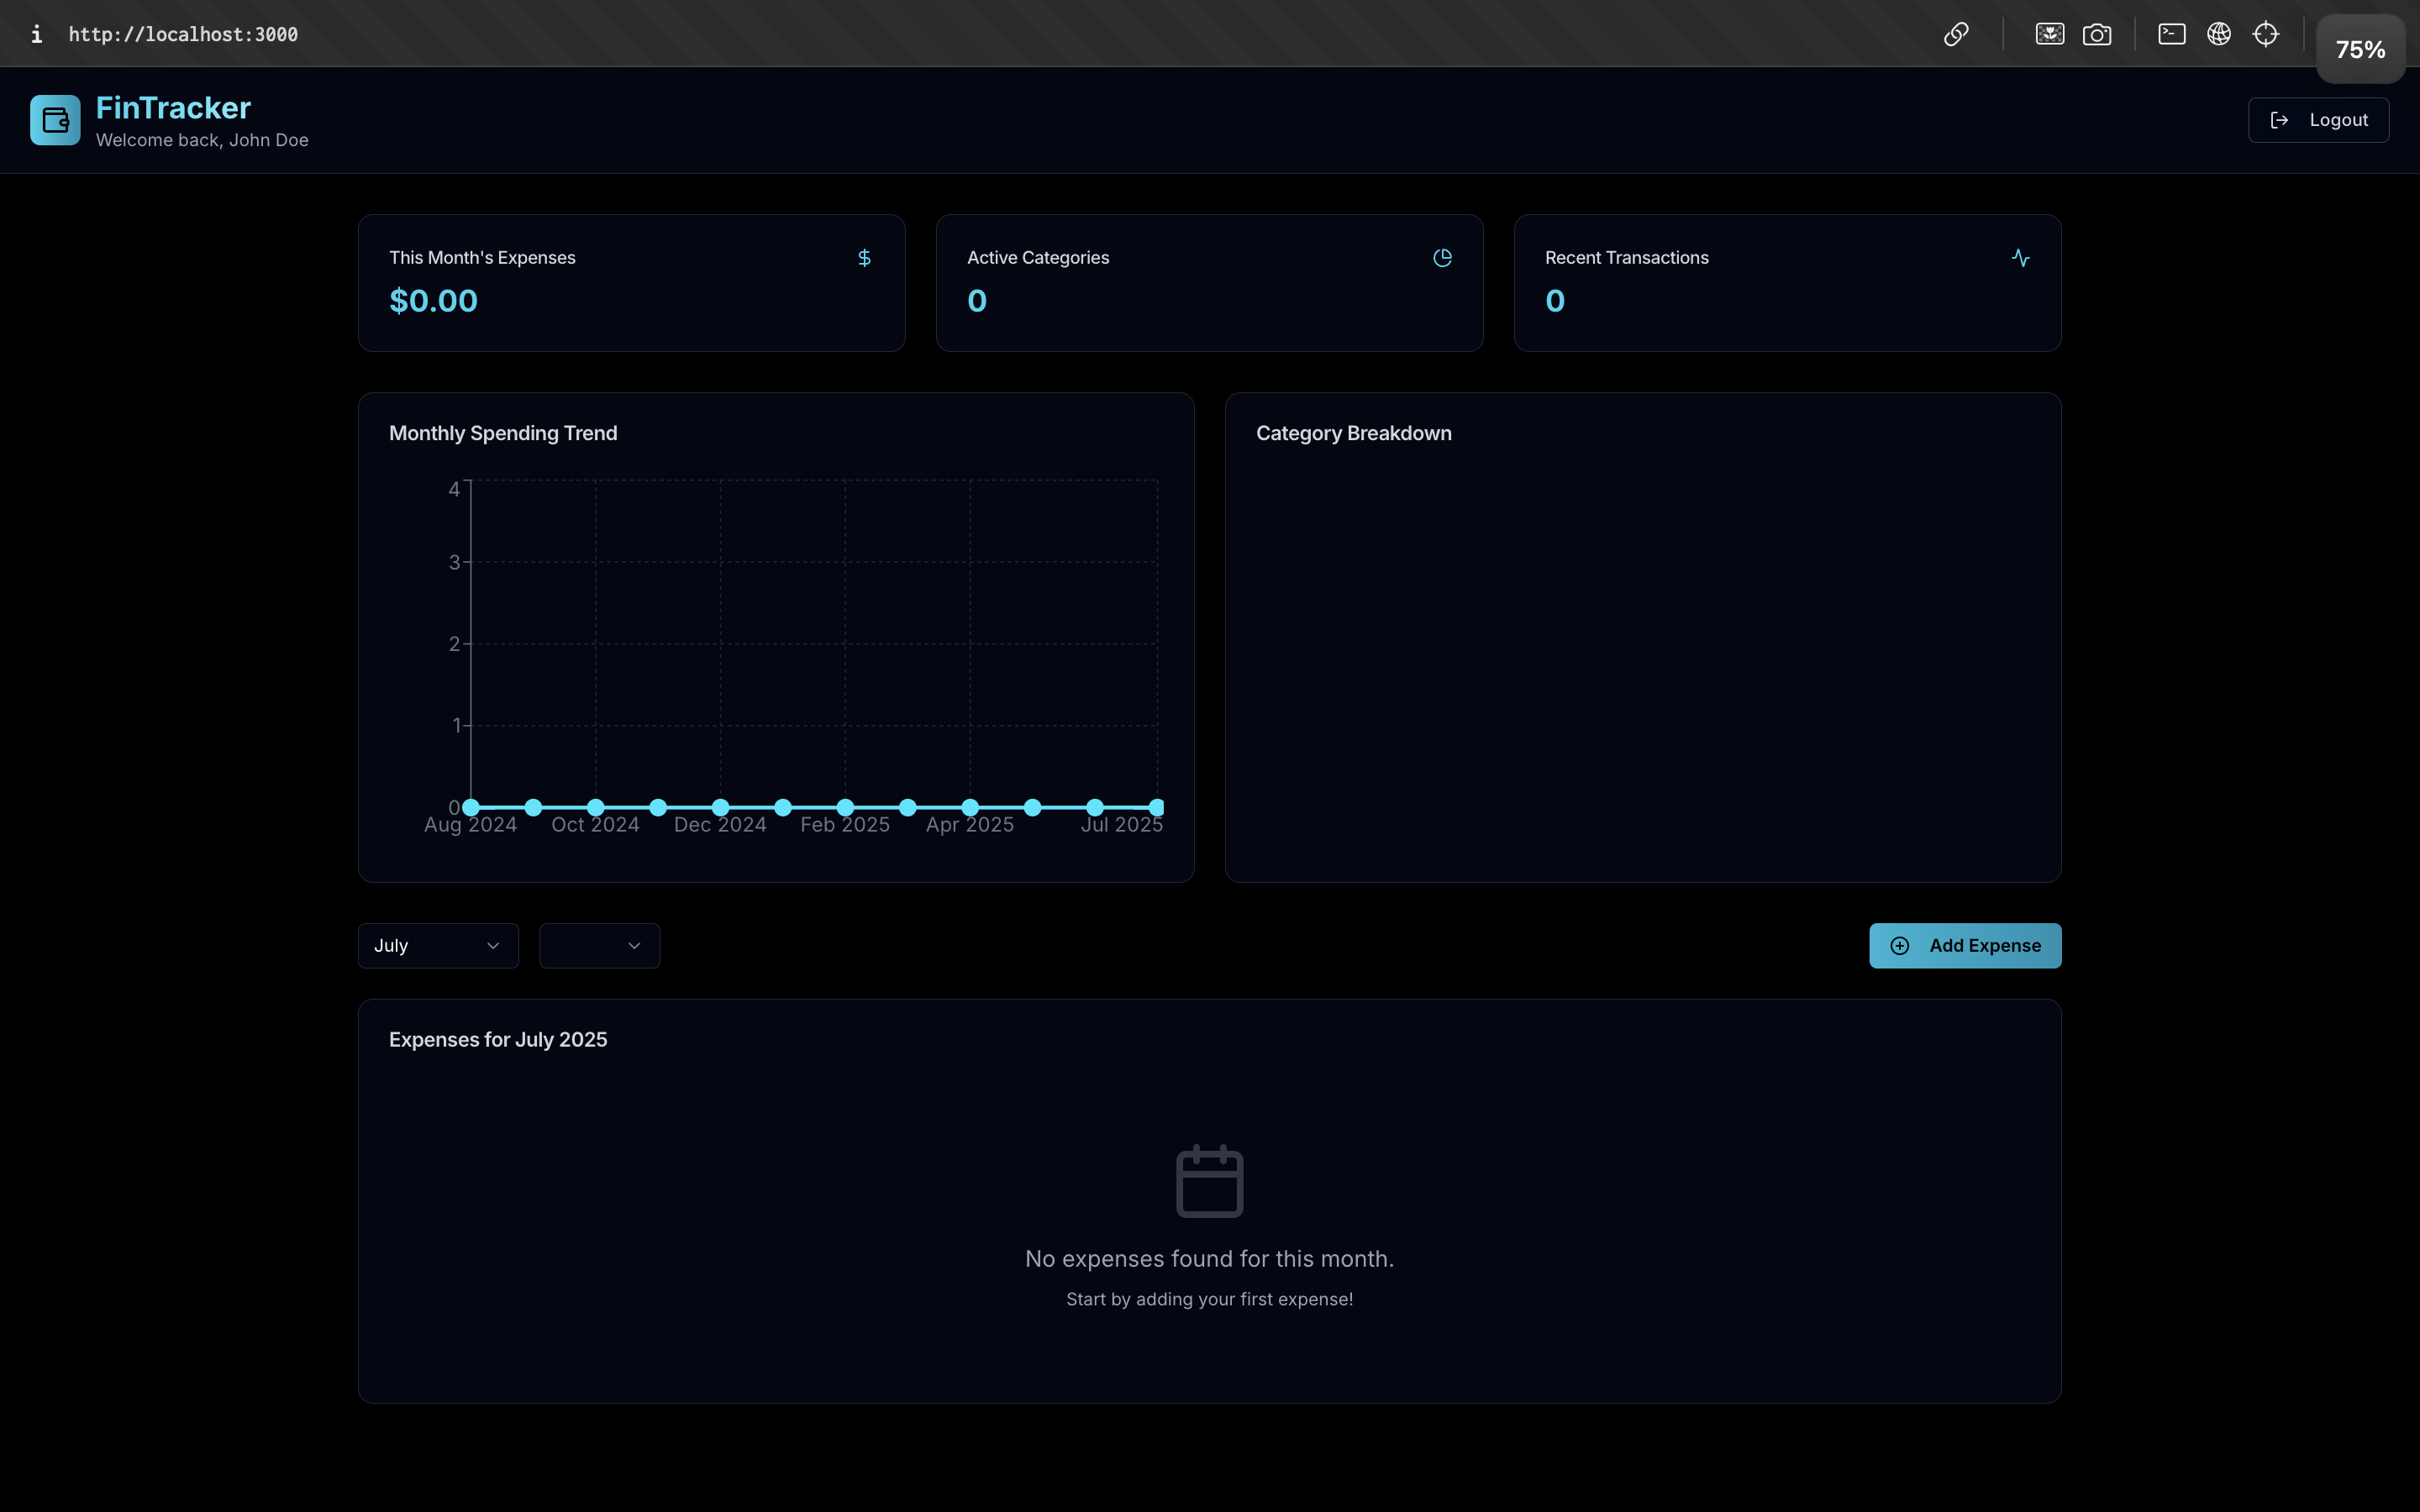 http://localhost:3000
75%
FinTracker
Welcome back, John Doe
Logout
This Month's Expenses
$0.00
Active Categories
0
Recent Transactions
0
Monthly Spending Trend
4
3
2
1
0
Aug 2024 Oct 2024 Dec 2024 Feb 2025 Apr 2025 Jul 2025
Category Breakdown
July
Add Expense
Expenses for July 2025
No expenses found for this month.
Start by adding your first expense!